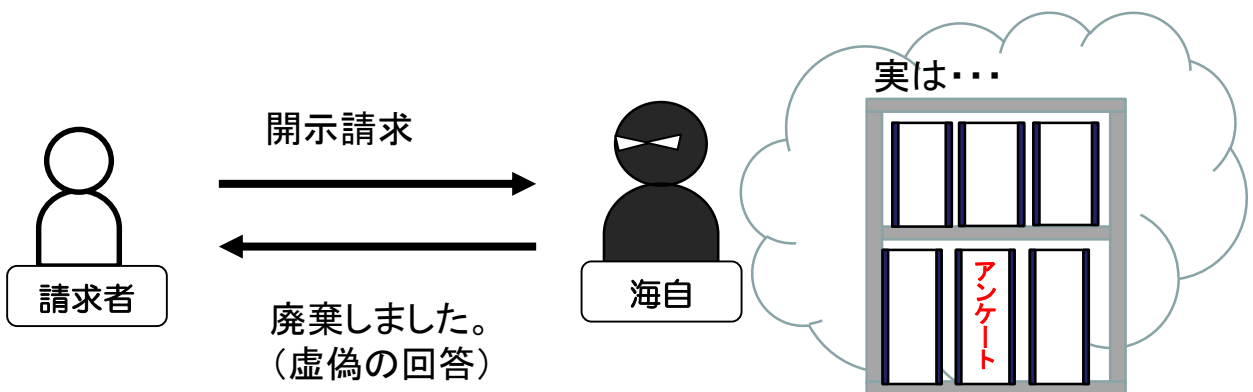 実は・・・
開示請求
請求者
海自
廃棄しました。
（虚偽の回答）
アンケート